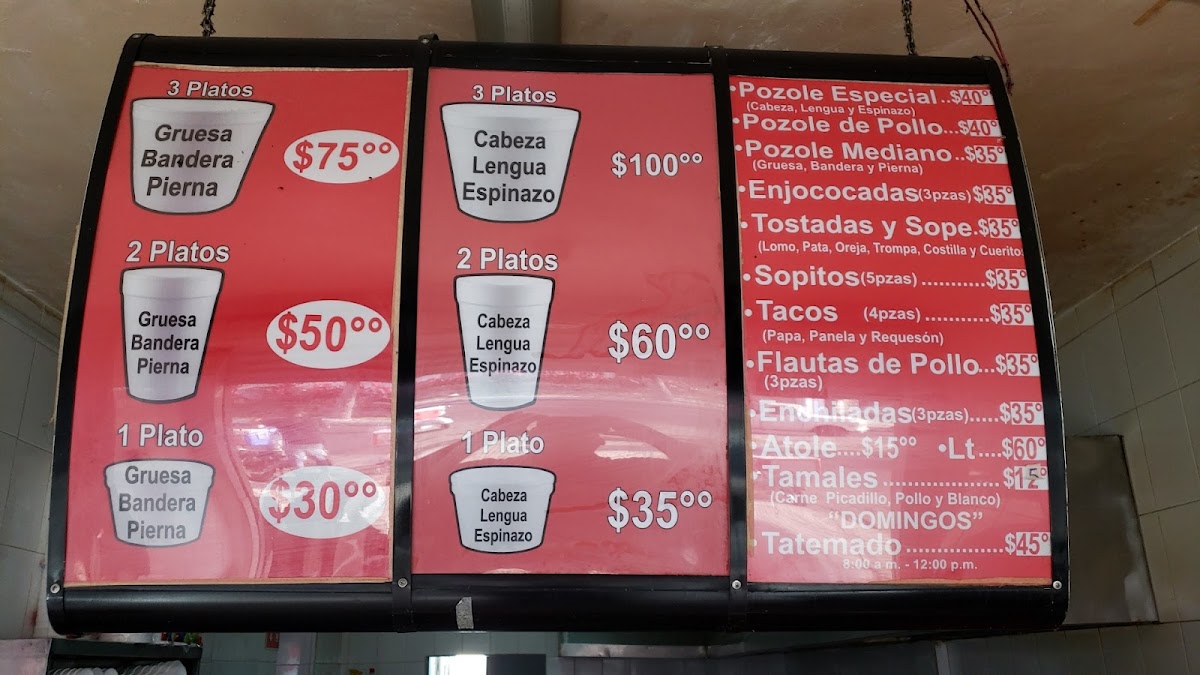 3 Platos
Gruesa
Bandera
Pierna
$75°°
2 Platos
Gruesa
Bandera
Pierna
$50°°
1 Plato
Gruesa
Bandera
Pierna
$30°°
3 Platos
Cabeza
Lengua
Espinazo
$100°°
2 Platos
Cabeza
Lengua
Espinazo
$60°°
1 Plato
Cabeza
Lengua
Espinazo
$35°°
•Pozole Especial..$40°
(Cabeza, Lengua y Espinazo)
•Pozole de Pollo...$40°
•Pozole Mediano..$35°
(Gruesa, Bandera y Pierna)
•Enjococadas(3pzas)$35°
•Tostadas y Sope.$35°
(Lomo, Pata, Oreja, Trompa, Costilla y Cuerito
•Sopitos(5pzas) ............$35°
•Tacos (4pzas) ...........$35°
(Papa, Panela y Requesón)
•Flautas de Pollo...$35°
(3pzas)
•Enchiladas(3pzas).....$35°
•Atole....$15°° •Lt....$60°
•Tamales ..................$15°
(Carne Picadillo, Pollo y Blanco)
“DOMINGOS”
•Tatemado ...............$45°
8:00 a m. - 12:00 p.m.